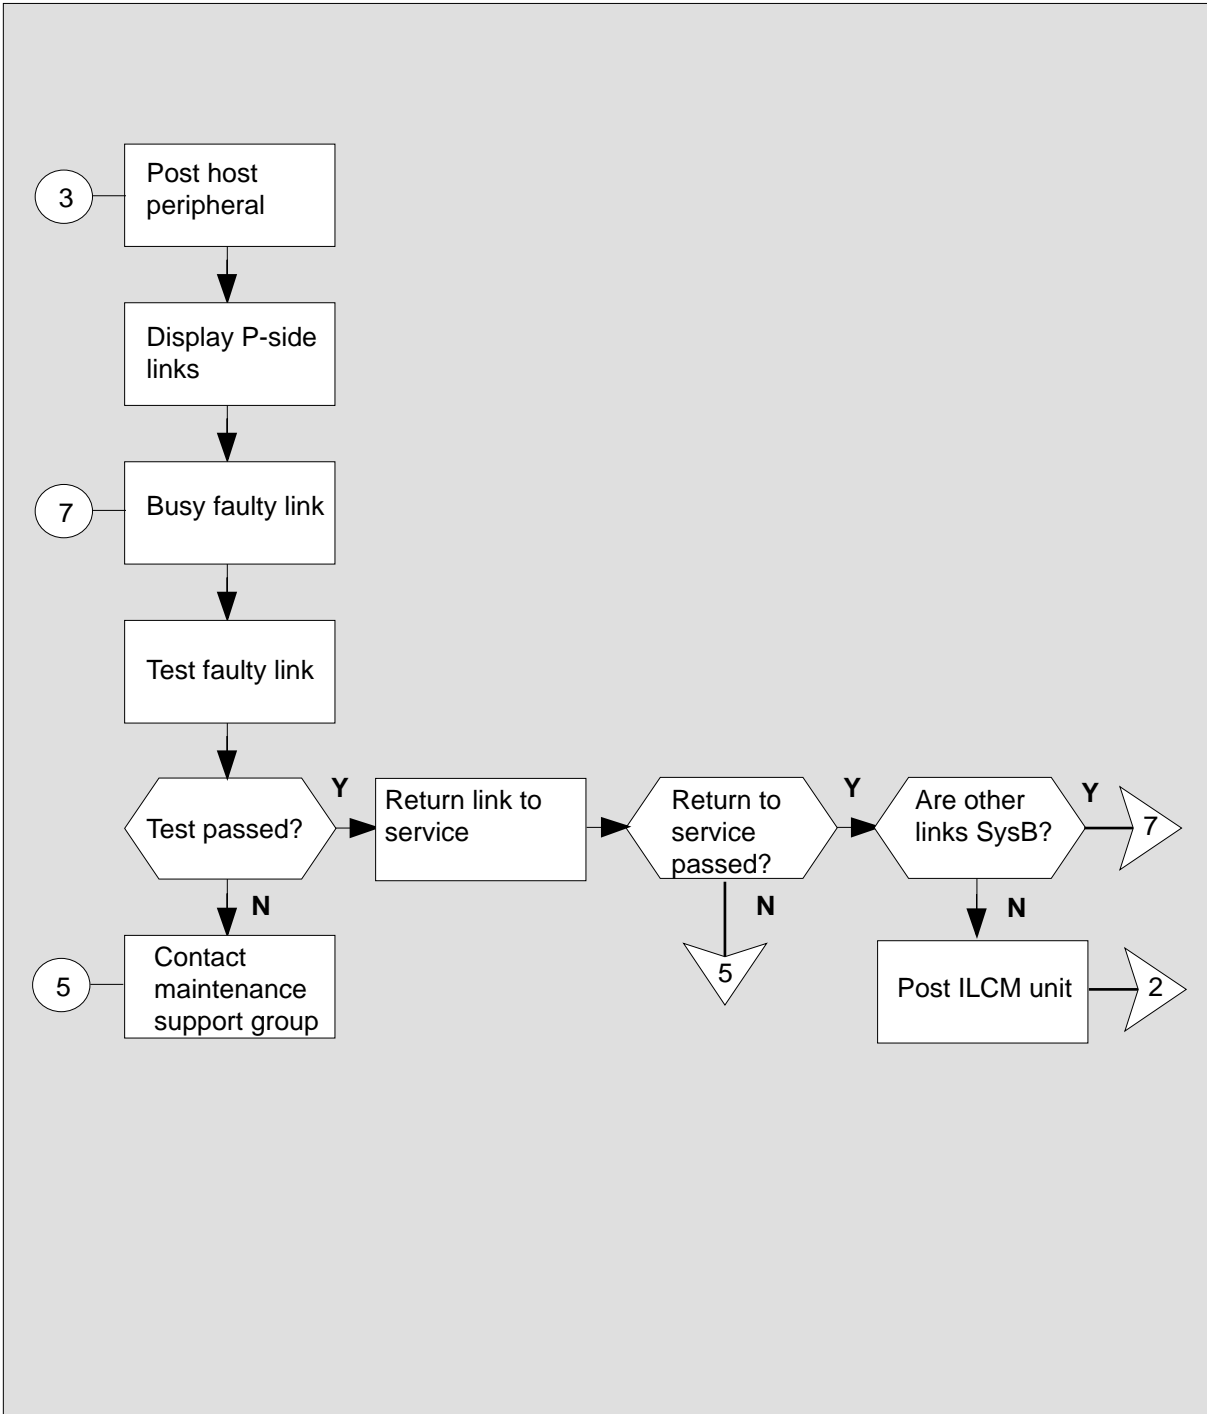 3
Post host
peripheral
Display P-side
links
7
Busy faulty link
Test faulty link
Test passed?
Y
Return link to
service
Return to
service
passed?
Y
Are other
links SysB?
Y
7
N
N
N
5
Contact
maintenance
support group
5
Post ILCM unit
2